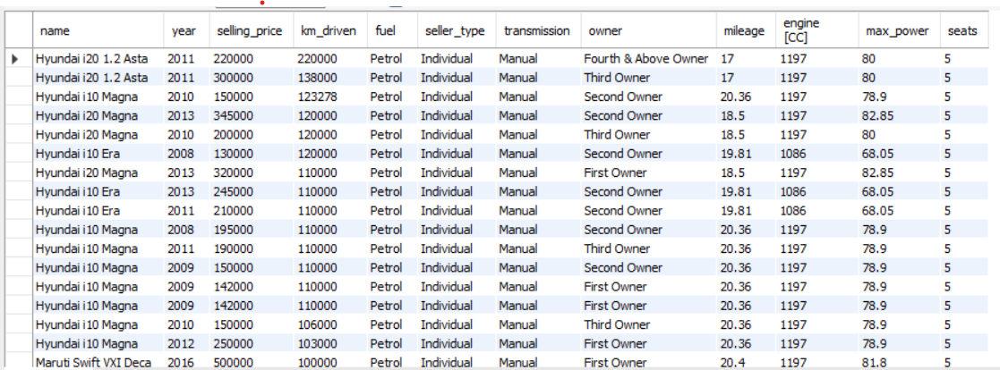 name year selling_price km_driven fuel seller_type transmission owner mileage engine [CC] max_power seats
Hyundai i20 1.2 Asta 2011 220000 220000 Petrol Individual Manual Fourth & Above Owner 17 1197 80 5
Hyundai i20 1.2 Asta 2011 300000 138000 Petrol Individual Manual Third Owner 17 1197 80 5
Hyundai i10 Magna 2010 150000 123278 Petrol Individual Manual Second Owner 20.36 1197 78.9 5
Hyundai i20 Magna 2013 345000 120000 Petrol Individual Manual Second Owner 18.5 1197 82.85 5
Hyundai i20 Magna 2010 200000 120000 Petrol Individual Manual Third Owner 18.5 1197 80 5
Hyundai i10 Era 2008 130000 120000 Petrol Individual Manual Second Owner 19.81 1086 68.05 5
Hyundai i20 Magna 2013 320000 110000 Petrol Individual Manual First Owner 18.5 1197 82.85 5
Hyundai i10 Era 2013 245000 110000 Petrol Individual Manual Second Owner 19.81 1086 68.05 5
Hyundai i10 Era 2011 210000 110000 Petrol Individual Manual Second Owner 19.81 1086 68.05 5
Hyundai i10 Magna 2008 195000 110000 Petrol Individual Manual Second Owner 20.36 1197 78.9 5
Hyundai i10 Magna 2011 190000 110000 Petrol Individual Manual Third Owner 20.36 1197 78.9 5
Hyundai i10 Magna 2009 150000 110000 Petrol Individual Manual Second Owner 20.36 1197 78.9 5
Hyundai i10 Magna 2009 142000 110000 Petrol Individual Manual First Owner 20.36 1197 78.9 5
Hyundai i10 Magna 2009 142000 110000 Petrol Individual Manual First Owner 20.36 1197 78.9 5
Hyundai i10 Magna 2010 150000 106000 Petrol Individual Manual Third Owner 20.36 1197 78.9 5
Hyundai i10 Magna 2012 250000 103000 Petrol Individual Manual First Owner 20.36 1197 78.9 5
Maruti Swift VXI Deca 2016 500000 100000 Petrol Individual Manual First Owner 20.4 1197 81.8 5